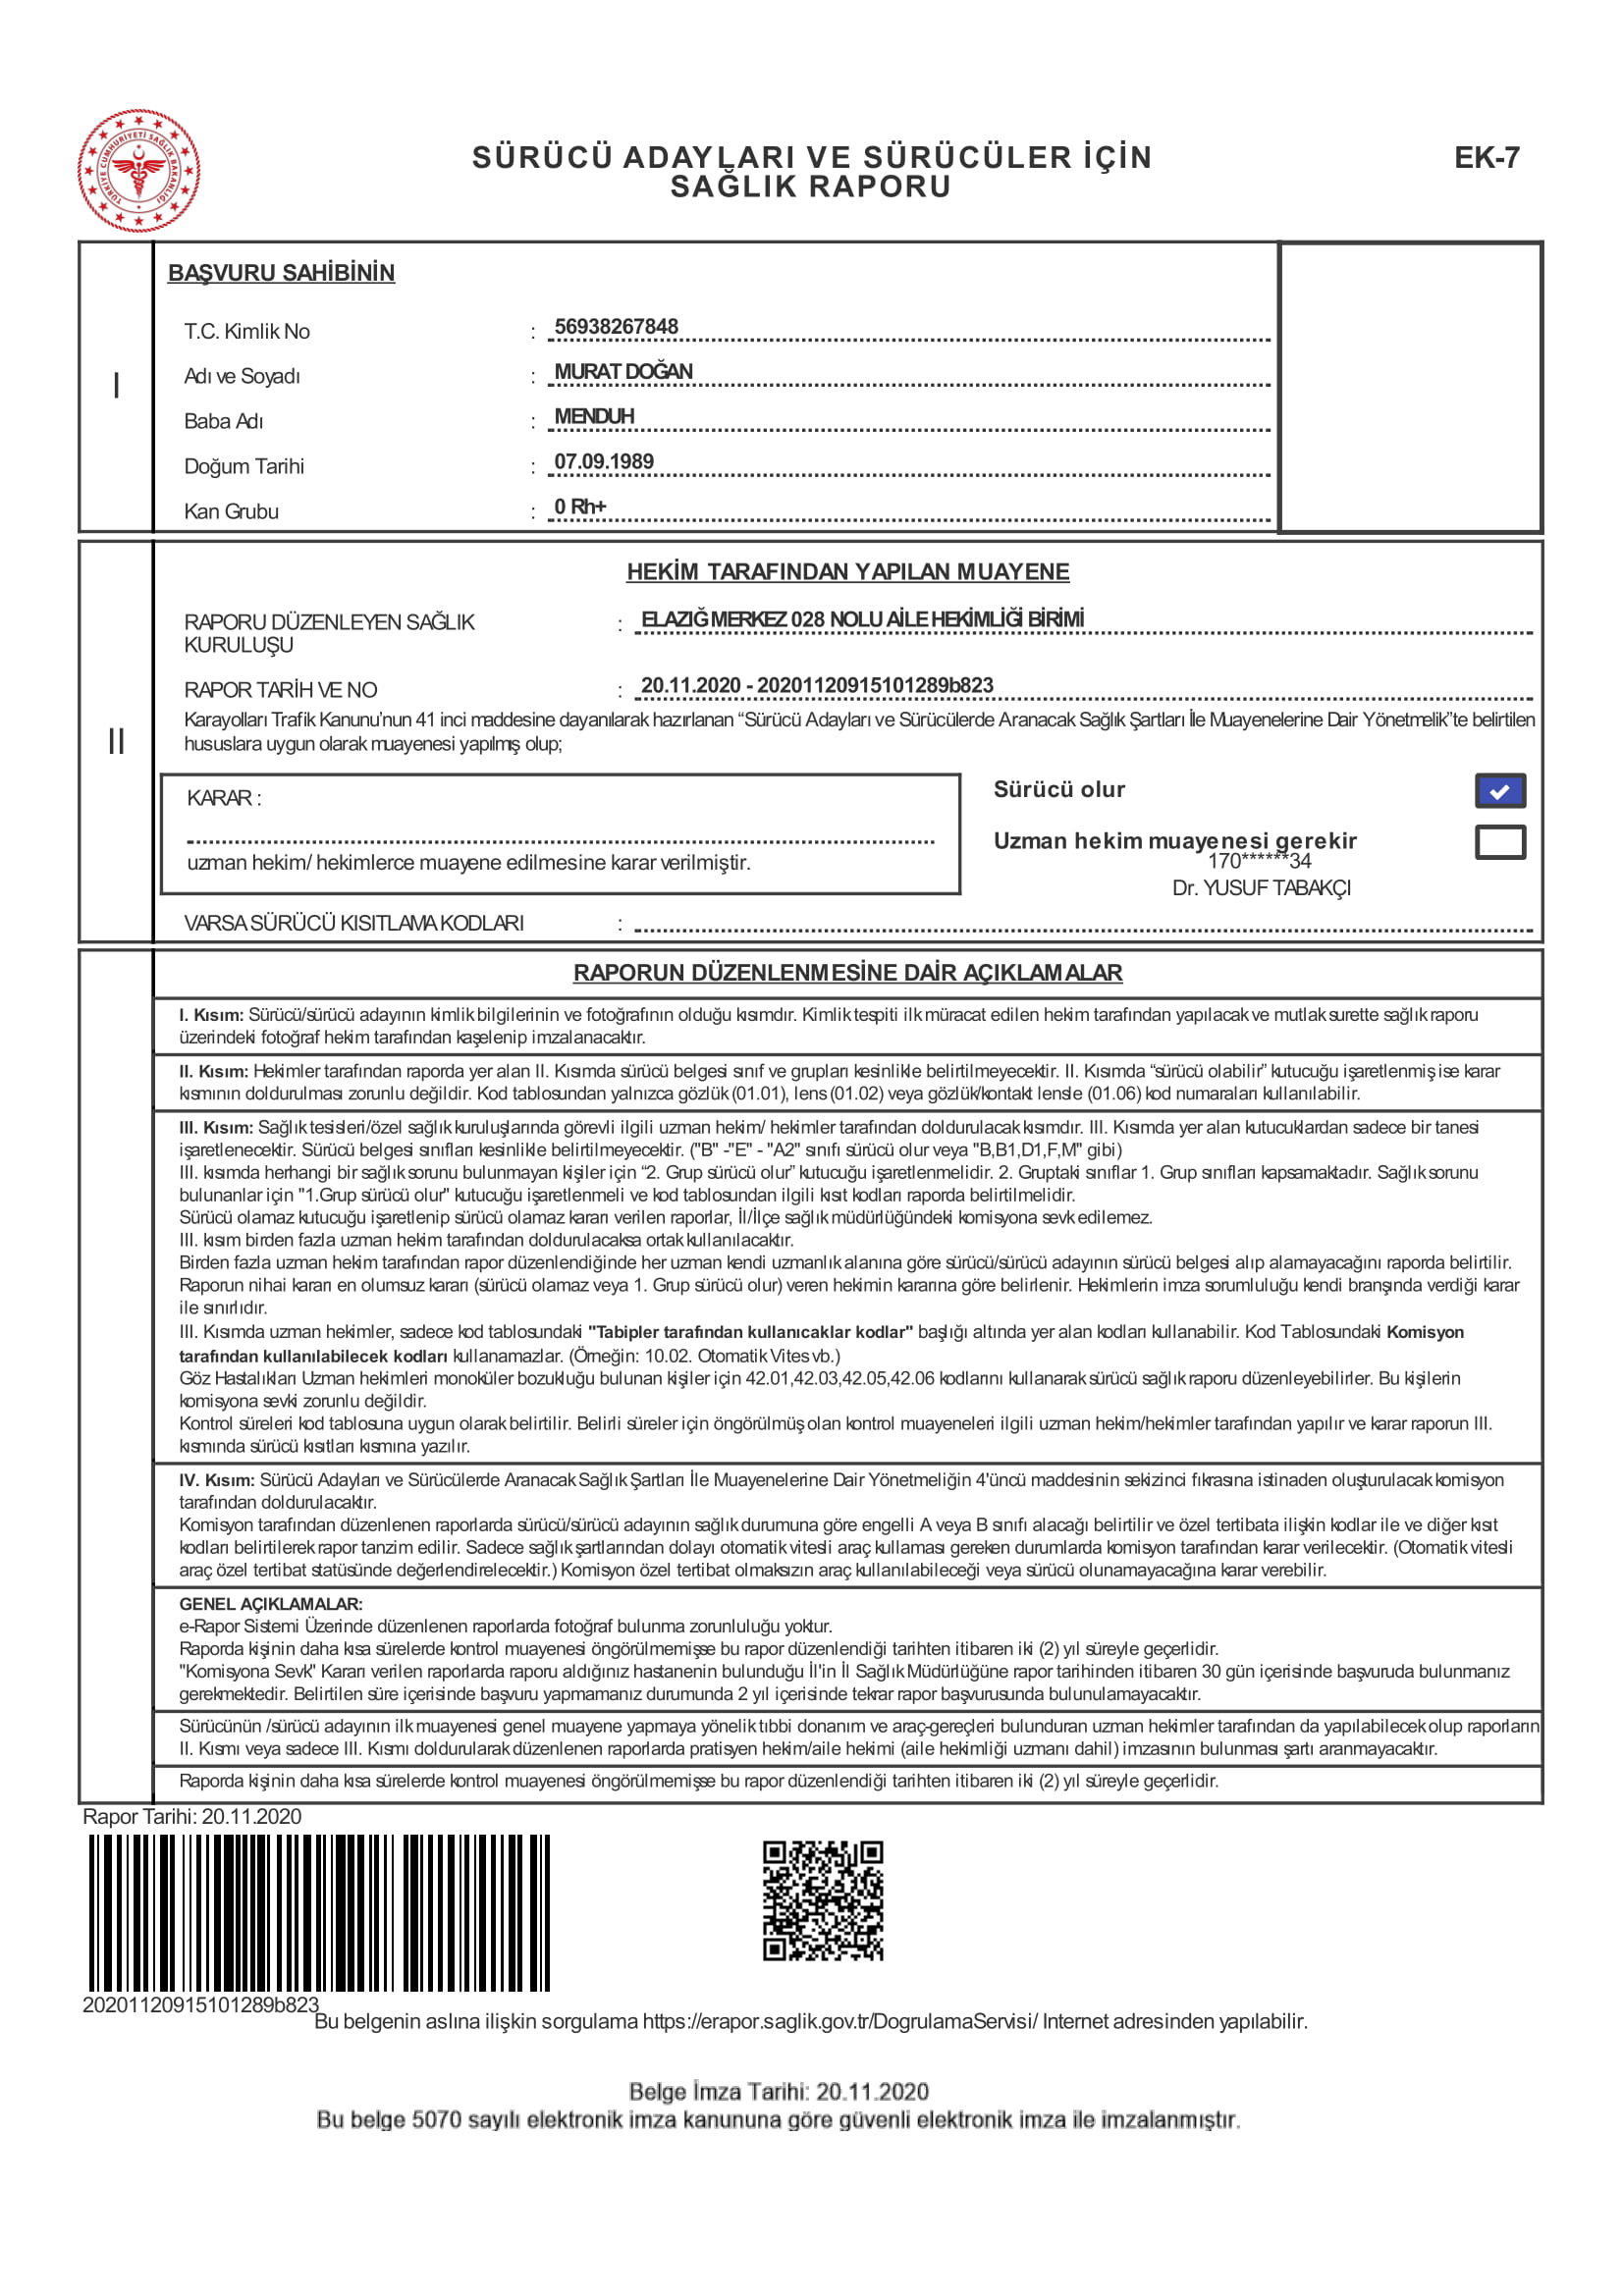 TÜRKİYE CUMHURİYETİ SAĞLIK BAKANLIĞI
SÜRÜCÜ ADAYLARI VE SÜRÜCÜLER İÇİN
SAĞLIK RAPORU
EK-7
I
BAŞVURU SAHİBİNİN
T.C. Kimlik No : 56938267848
Adı ve Soyadı : MURAT DOĞAN
Baba Adı : MENDUH
Doğum Tarihi : 07.09.1989
Kan Grubu : 0 Rh+
II
HEKİM TARAFINDAN YAPILAN MUAYENE
RAPORU DÜZENLEYEN SAĞLIK
KURULUŞU : ELAZIĞ MERKEZ 028 NOLU AİLE HEKİMLİĞİ BİRİMİ
RAPOR TARİH VE NO : 20.11.2020 - 20201120915101289b823
Karayolları Trafik Kanunu’nun 41 inci maddesine dayanılarak hazırlanan “Sürücü Adayları ve Sürücülerde Aranacak Sağlık Şartları İle Muayenelerine Dair Yönetmelik”te belirtilen
hususlara uygun olarak muayenesi yapılmış olup;
KARAR :
uzman hekim/ hekimlerce muayene edilmesine karar verilmiştir.
Sürücü olur
Uzman hekim muayenesi gerekir
170******34
Dr. YUSUF TABAKÇI
VARSA SÜRÜCÜ KISITLAMA KODLARI :
RAPORUN DÜZENLENMESİNE DAİR AÇIKLAMALAR
I. Kısım: Sürücü/sürücü adayının kimlik bilgilerinin ve fotoğrafının olduğu kısımdır. Kimlik tespiti ilk müracat edilen hekim tarafından yapılacak ve mutlak surette sağlık raporu
üzerindeki fotoğraf hekim tarafından kaşelenip imzalanacaktır.
II. Kısım: Hekimler tarafından raporda yer alan II. Kısımda sürücü belgesi sınıf ve grupları kesinlikle belirtilmeyecektir. II. Kısımda “sürücü olabilir” kutucuğu işaretlenmiş ise karar
kısmının doldurulması zorunlu değildir. Kod tablosundan yalnızca gözlük (01.01), lens (01.02) veya gözlük/kontakt lensle (01.06) kod numaraları kullanılabilir.
III. Kısım: Sağlık tesisleri/özel sağlık kuruluşlarında görevli ilgili uzman hekim/ hekimler tarafından doldurulacak kısımdır. III. Kısımda yer alan kutucuklardan sadece bir tanesi
işaretlenecektir. Sürücü belgesi sınıfları kesinlikle belirtilmeyecektir. ("B" -"E" - "A2" sınıfı sürücü olur veya "B,B1,D1,F,M" gibi)
III. kısımda herhangi bir sağlık sorunu bulunmayan kişiler için “2. Grup sürücü olur” kutucuğu işaretlenmelidir. 2. Gruptaki sınıflar 1. Grup sınıfları kapsamaktadır. Sağlık sorunu
bulunanlar için "1.Grup sürücü olur" kutucuğu işaretlenmeli ve kod tablosundan ilgili kısıt kodları raporda belirtilmelidir.
Sürücü olamaz kutucuğu işaretlenip sürücü olamaz kararı verilen raporlar, İl/İlçe sağlık müdürlüğündeki komisyona sevk edilemez.
III. kısım birden fazla uzman hekim tarafından doldurulacaksa ortak kullanılacaktır.
Birden fazla uzman hekim tarafından rapor düzenlendiğinde her uzman kendi uzmanlık alanına göre sürücü/sürücü adayının sürücü belgesi alıp alamayacağını raporda belirtilir.
Raporun nihai kararı en olumsuz kararı (sürücü olamaz veya 1. Grup sürücü olur) veren hekimin kararına göre belirlenir. Hekimlerin imza sorumluluğu kendi branşında verdiği karar
ile sınırlıdır.
III. Kısımda uzman hekimler, sadece kod tablosundaki "Tabipler tarafından kullanıcaklar kodlar" başlığı altında yer alan kodları kullanabilir. Kod Tablosundaki Komisyon
tarafından kullanılabilecek kodları kullanamazlar. (Örneğin: 10.02. Otomatik Vites vb.)
Göz Hastalıkları Uzman hekimleri monoküler bozukluğu bulunan kişiler için 42.01,42.03,42.05,42.06 kodlarını kullanarak sürücü sağlık raporu düzenleyebilirler. Bu kişilerin
komisyona sevki zorunlu değildir.
Kontrol süreleri kod tablosuna uygun olarak belirtilir. Belirli süreler için öngörülmüş olan kontrol muayeneleri ilgili uzman hekim/hekimler tarafından yapılır ve karar raporun III.
kısmında sürücü kısıtları kısmına yazılır.
IV. Kısım: Sürücü Adayları ve Sürücülerde Aranacak Sağlık Şartları İle Muayenelerine Dair Yönetmeliğin 4'üncü maddesinin sekizinci fıkrasına istinaden oluşturulacak komisyon
tarafından doldurulacaktır.
Komisyon tarafından düzenlenen raporlarda sürücü/sürücü adayının sağlık durumuna göre engelli A veya B sınıfı alacağı belirtilir ve özel tertibata ilişkin kodlar ile ve diğer kısıt
kodları belirtilerek rapor tanzim edilir. Sadece sağlık şartlarından dolayı otomatik vitesli araç kullaması gereken durumlarda komisyon tarafından karar verilecektir. (Otomatik vitesli
araç özel tertibat statüsünde değerlendirelecektir.) Komisyon özel tertibat olmaksızın araç kullanılabileceği veya sürücü olunamayacağına karar verebilir.
GENEL AÇIKLAMALAR:
e-Rapor Sistemi Üzerinde düzenlenen raporlarda fotoğraf bulunma zorunluluğu yoktur.
Raporda kişinin daha kısa sürelerde kontrol muayenesi öngörülmemişse bu rapor düzenlendiği tarihten itibaren iki (2) yıl süreyle geçerlidir.
"Komisyona Sevk" Kararı verilen raporlarda raporu aldığınız hastanenin bulunduğu İl'in İl Sağlık Müdürlüğüne rapor tarihinden itibaren 30 gün içerisinde başvuruda bulunmanız
gerekmektedir. Belirtilen süre içerisinde başvuru yapmamanız durumunda 2 yıl içerisinde tekrar rapor başvurusunda bulunulamayacaktır.
Sürücünün /sürücü adayının ilk muayenesi genel muayene yapmaya yönelik tıbbi donanım ve araç-gereçleri bulunduran uzman hekimler tarafından da yapılabilecek olup raporların
II. Kısmı veya sadece III. Kısmı doldurularak düzenlenen raporlarda pratisyen hekim/aile hekimi (aile hekimliği uzmanı dahil) imzasının bulunması şartı aranmayacaktır.
Raporda kişinin daha kısa sürelerde kontrol muayenesi öngörülmemişse bu rapor düzenlendiği tarihten itibaren iki (2) yıl süreyle geçerlidir.
Rapor Tarihi: 20.11.2020
20201120915101289b823
Bu belgenin aslına ilişkin sorgulama https://erapor.saglik.gov.tr/DogrulamaServisi/ Internet adresinden yapılabilir.
Belge İmza Tarihi: 20.11.2020
Bu belge 5070 sayılı elektronik imza kanununa göre güvenli elektronik imza ile imzalanmıştır.